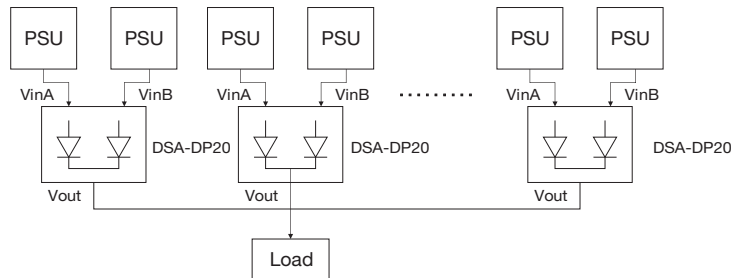 PSU PSU PSU PSU PSU PSU
VinA VinB VinA VinB VinA VinB
DSA-DP20 DSA-DP20 DSA-DP20
Vout Vout Vout
Load